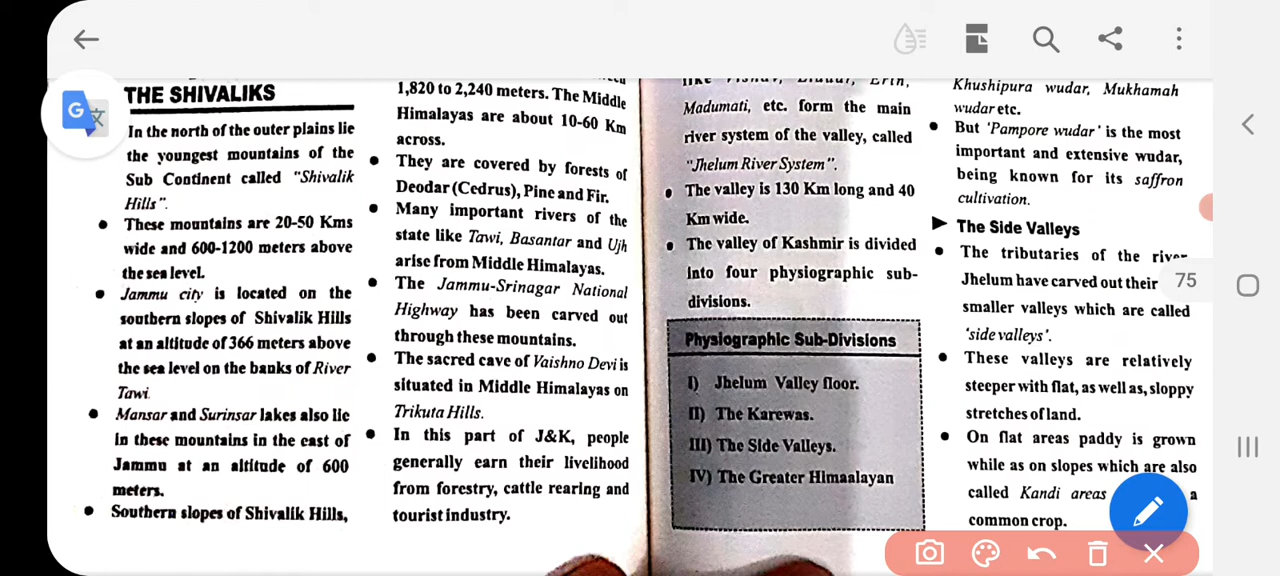 THE SHIVALIKS
In the north of the outer plains lie
the youngest mountains of the
Sub Continent called "Shivalik
Hills".
● These mountains are 20-50 Kms
wide and 600-1200 meters above
the sea level.
● Jammu city is located on the
southern slopes of Shivalik Hills
at an altitude of 366 meters above
the sea level on the banks of River
Tawi.
● Mansar and Surinsar lakes also lie
in these mountains in the east of
Jammu at an altitude of 600
meters.
● Southern slopes of Shivalik Hills,
1,820 to 2,240 meters. The Middle
Himalayas are about 10-60 Km
across.
● They are covered by forests of
Deodar (Cedrus), Pine and Fir.
● Many important rivers of the
state like Tawi, Basantar and Ujh
arise from Middle Himalayas.
● The Jammu-Srinagar National
Highway has been carved out
through these mountains.
● The sacred cave of Vaishno Devi is
situated in Middle Himalayas on
Trikuta Hills.
● In this part of J&K, people
generally earn their livelihood
from forestry, cattle rearing and
tourist industry.
like
Madumati, etc. form the main
river system of the valley, called
"Jhelum River System".
● The valley is 130 Km long and 40
Km wide.
● The valley of Kashmir is divided
into four physiographic sub-
divisions.
Physiographic Sub-Divisions
I) Jhelum Valley floor.
II) The Karewas.
III) The Side Valleys.
IV) The Greater Himaalayan
Khushipura wudar, Mukhamah
wudar etc.
● But 'Pampore wudar' is the most
important and extensive wudar,
being known for its saffron
cultivation.
► The Side Valleys
● The tributaries of the river
Jhelum have carved out their
smaller valleys which are called
'side valleys'.
● These valleys are relatively
steeper with flat, as well as, sloppy
stretches of land.
● On flat areas paddy is grown
while as on slopes which are also
called Kandi areas a
common crop.
75
G